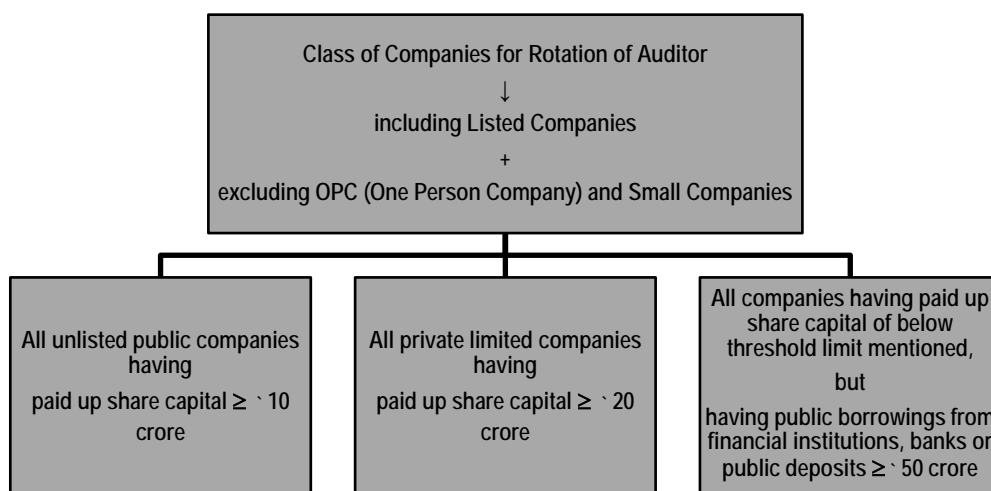 Class of Companies for Rotation of Auditor
↓
including Listed Companies
+
excluding OPC (One Person Company) and Small Companies
All unlisted public companies
having
paid up share capital ≥ ` 10
crore
All private limited companies
having
paid up share capital ≥ ` 20
crore
All companies having paid up
share capital of below
threshold limit mentioned,
but
having public borrowings from
financial institutions, banks or
public deposits ≥ ` 50 crore